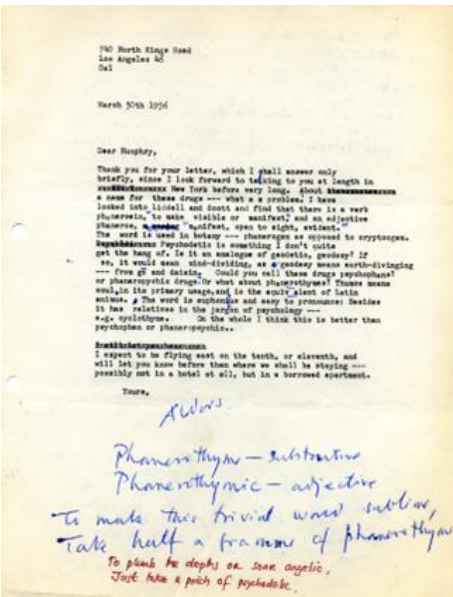 740 North Kings Road
Los Angeles 46
Cal
March 30th 1956
Dear Humphry,
Thank you for your letter, which I shall answer only
briefly, since I look forward to talking to you at length in
New York before very long. About
a name for these drugs --- what a problem. I have
looked into Liddell and Scott and find that there is a verb
phaneroein, to make visible or manifest, and an adjective
phaneros, manifest, open to sight, evident.
The word is used in botany --- phanerogam as opposed to cryptogam.
Psychodetic is something I don't quite
get the hang of. Is it an analogue of geodetic, geodesy? If
so, it would mean mind-dividing, as geodesy means earth-divinging
--- from ge and daiein. Could you call these drugs psychophans?
or phaneropsychic drugs. Or what about phanerothymes? Thumos means
soul, in its primary usage, and is the equivalent of Latin
animus. The word is euphonius and easy to pronounce: Besides
it has relatives in the jargon of psychology ---
e.g. cyclothyme. On the whole I think this is better than
psychophan or phaneropsychic..
I expect to be flying east on the tenth, or eleventh, and
will let you know before then where we shall be staying ---
possibly not in a hotel at all, but in a borrowed apartment.
Yours,
Aldous.
Phanerothyme — substantive
Phanerothymic — adjective
To make this trivial world sublime,
Take half a gramme of phanerothyme
To plumb the depths or soar angelic,
Just take a pinch of psychedelic.